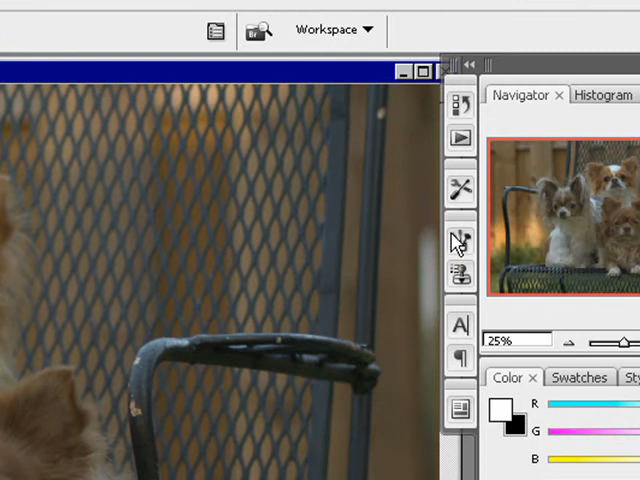 Br
Workspace
Navigator × Histogram
A
¶
25%
Color × Swatches
R
G
B